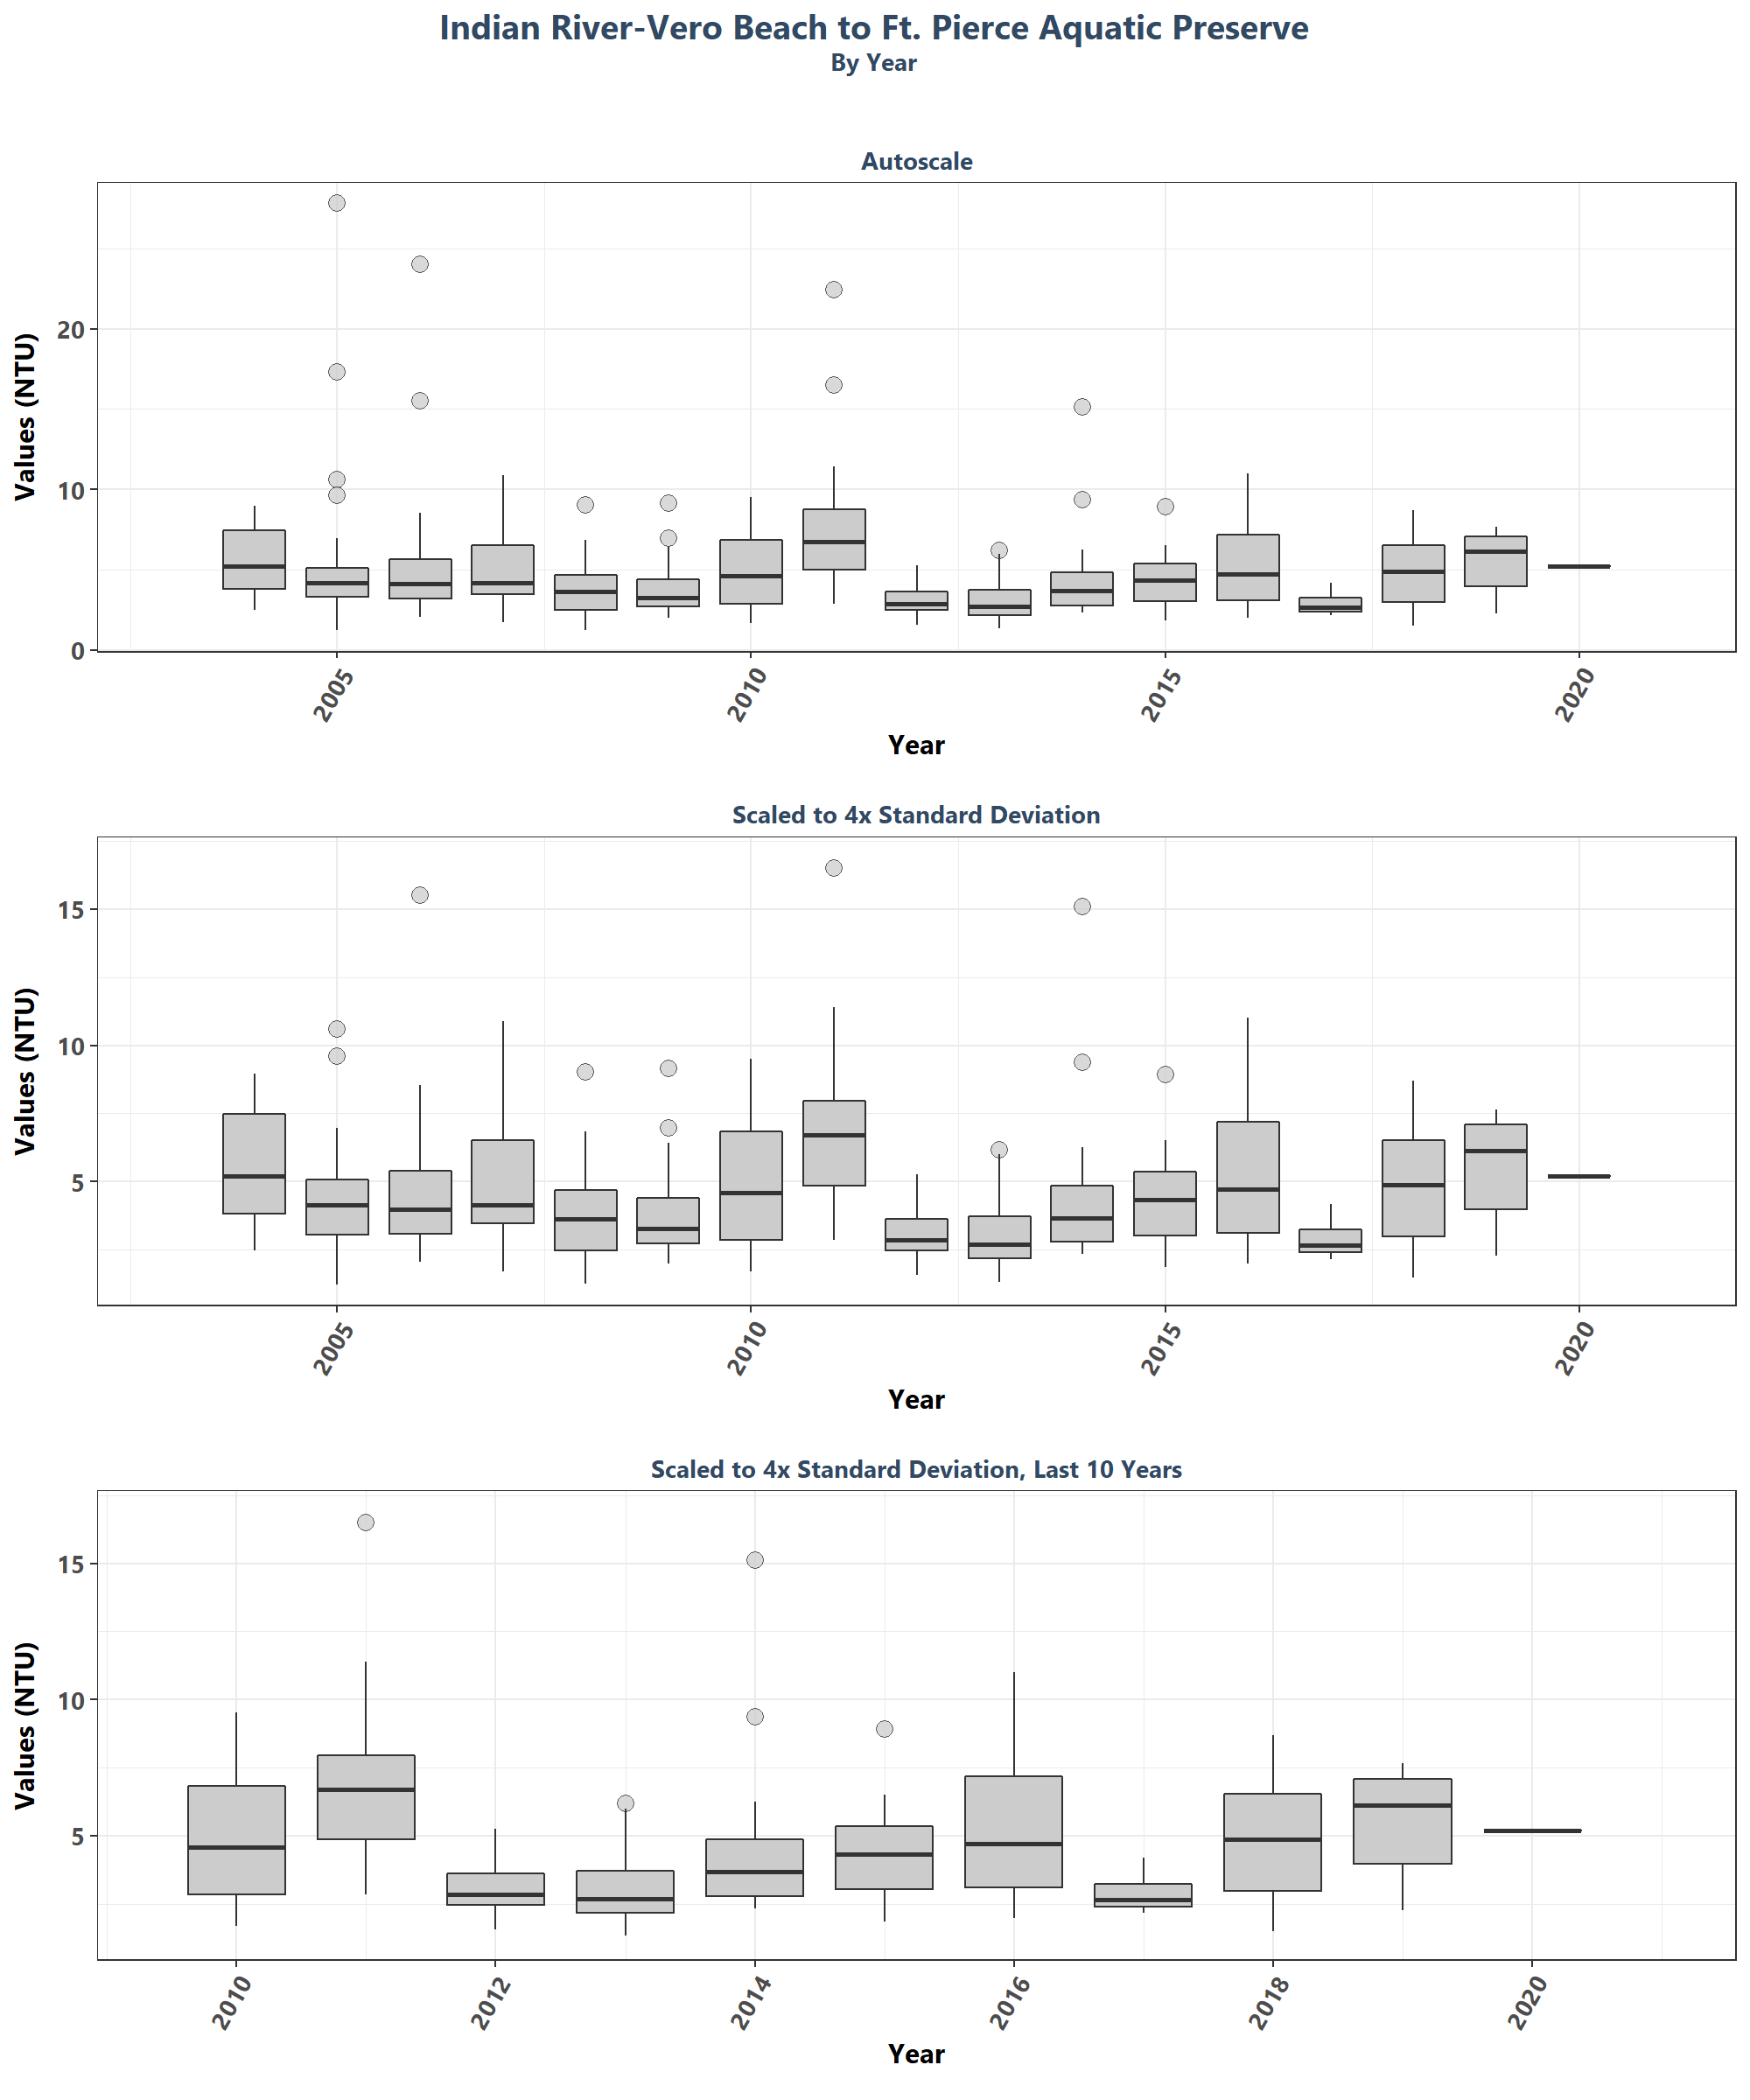 Indian River-Vero Beach to Ft. Pierce Aquatic Preserve
By Year
Autoscale
Values (NTU)
20
10
0
2005
2010
2015
2020
Year
Scaled to 4x Standard Deviation
Values (NTU)
15
10
5
2005
2010
2015
2020
Year
Scaled to 4x Standard Deviation, Last 10 Years
Values (NTU)
15
10
5
2010
2012
2014
2016
2018
2020
Year